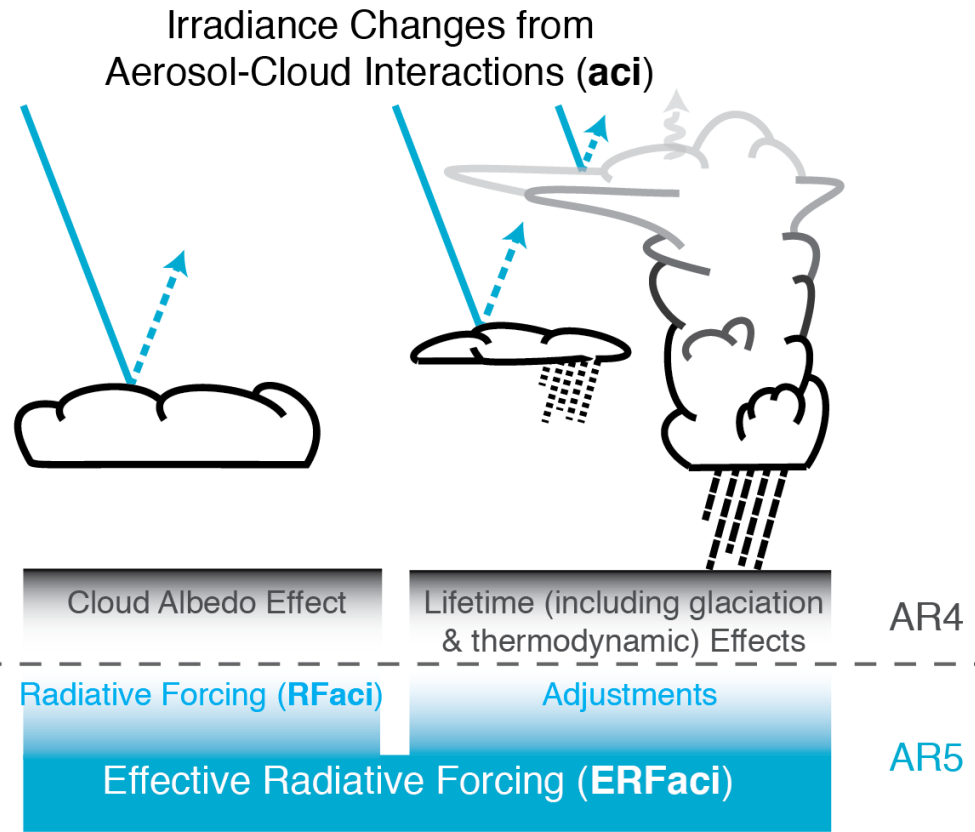 Irradiance Changes from
Aerosol-Cloud Interactions (aci)
Cloud Albedo Effect
Lifetime (including glaciation
& thermodynamic) Effects
AR4
Radiative Forcing (RFaci)
Adjustments
AR5
Effective Radiative Forcing (ERFaci)